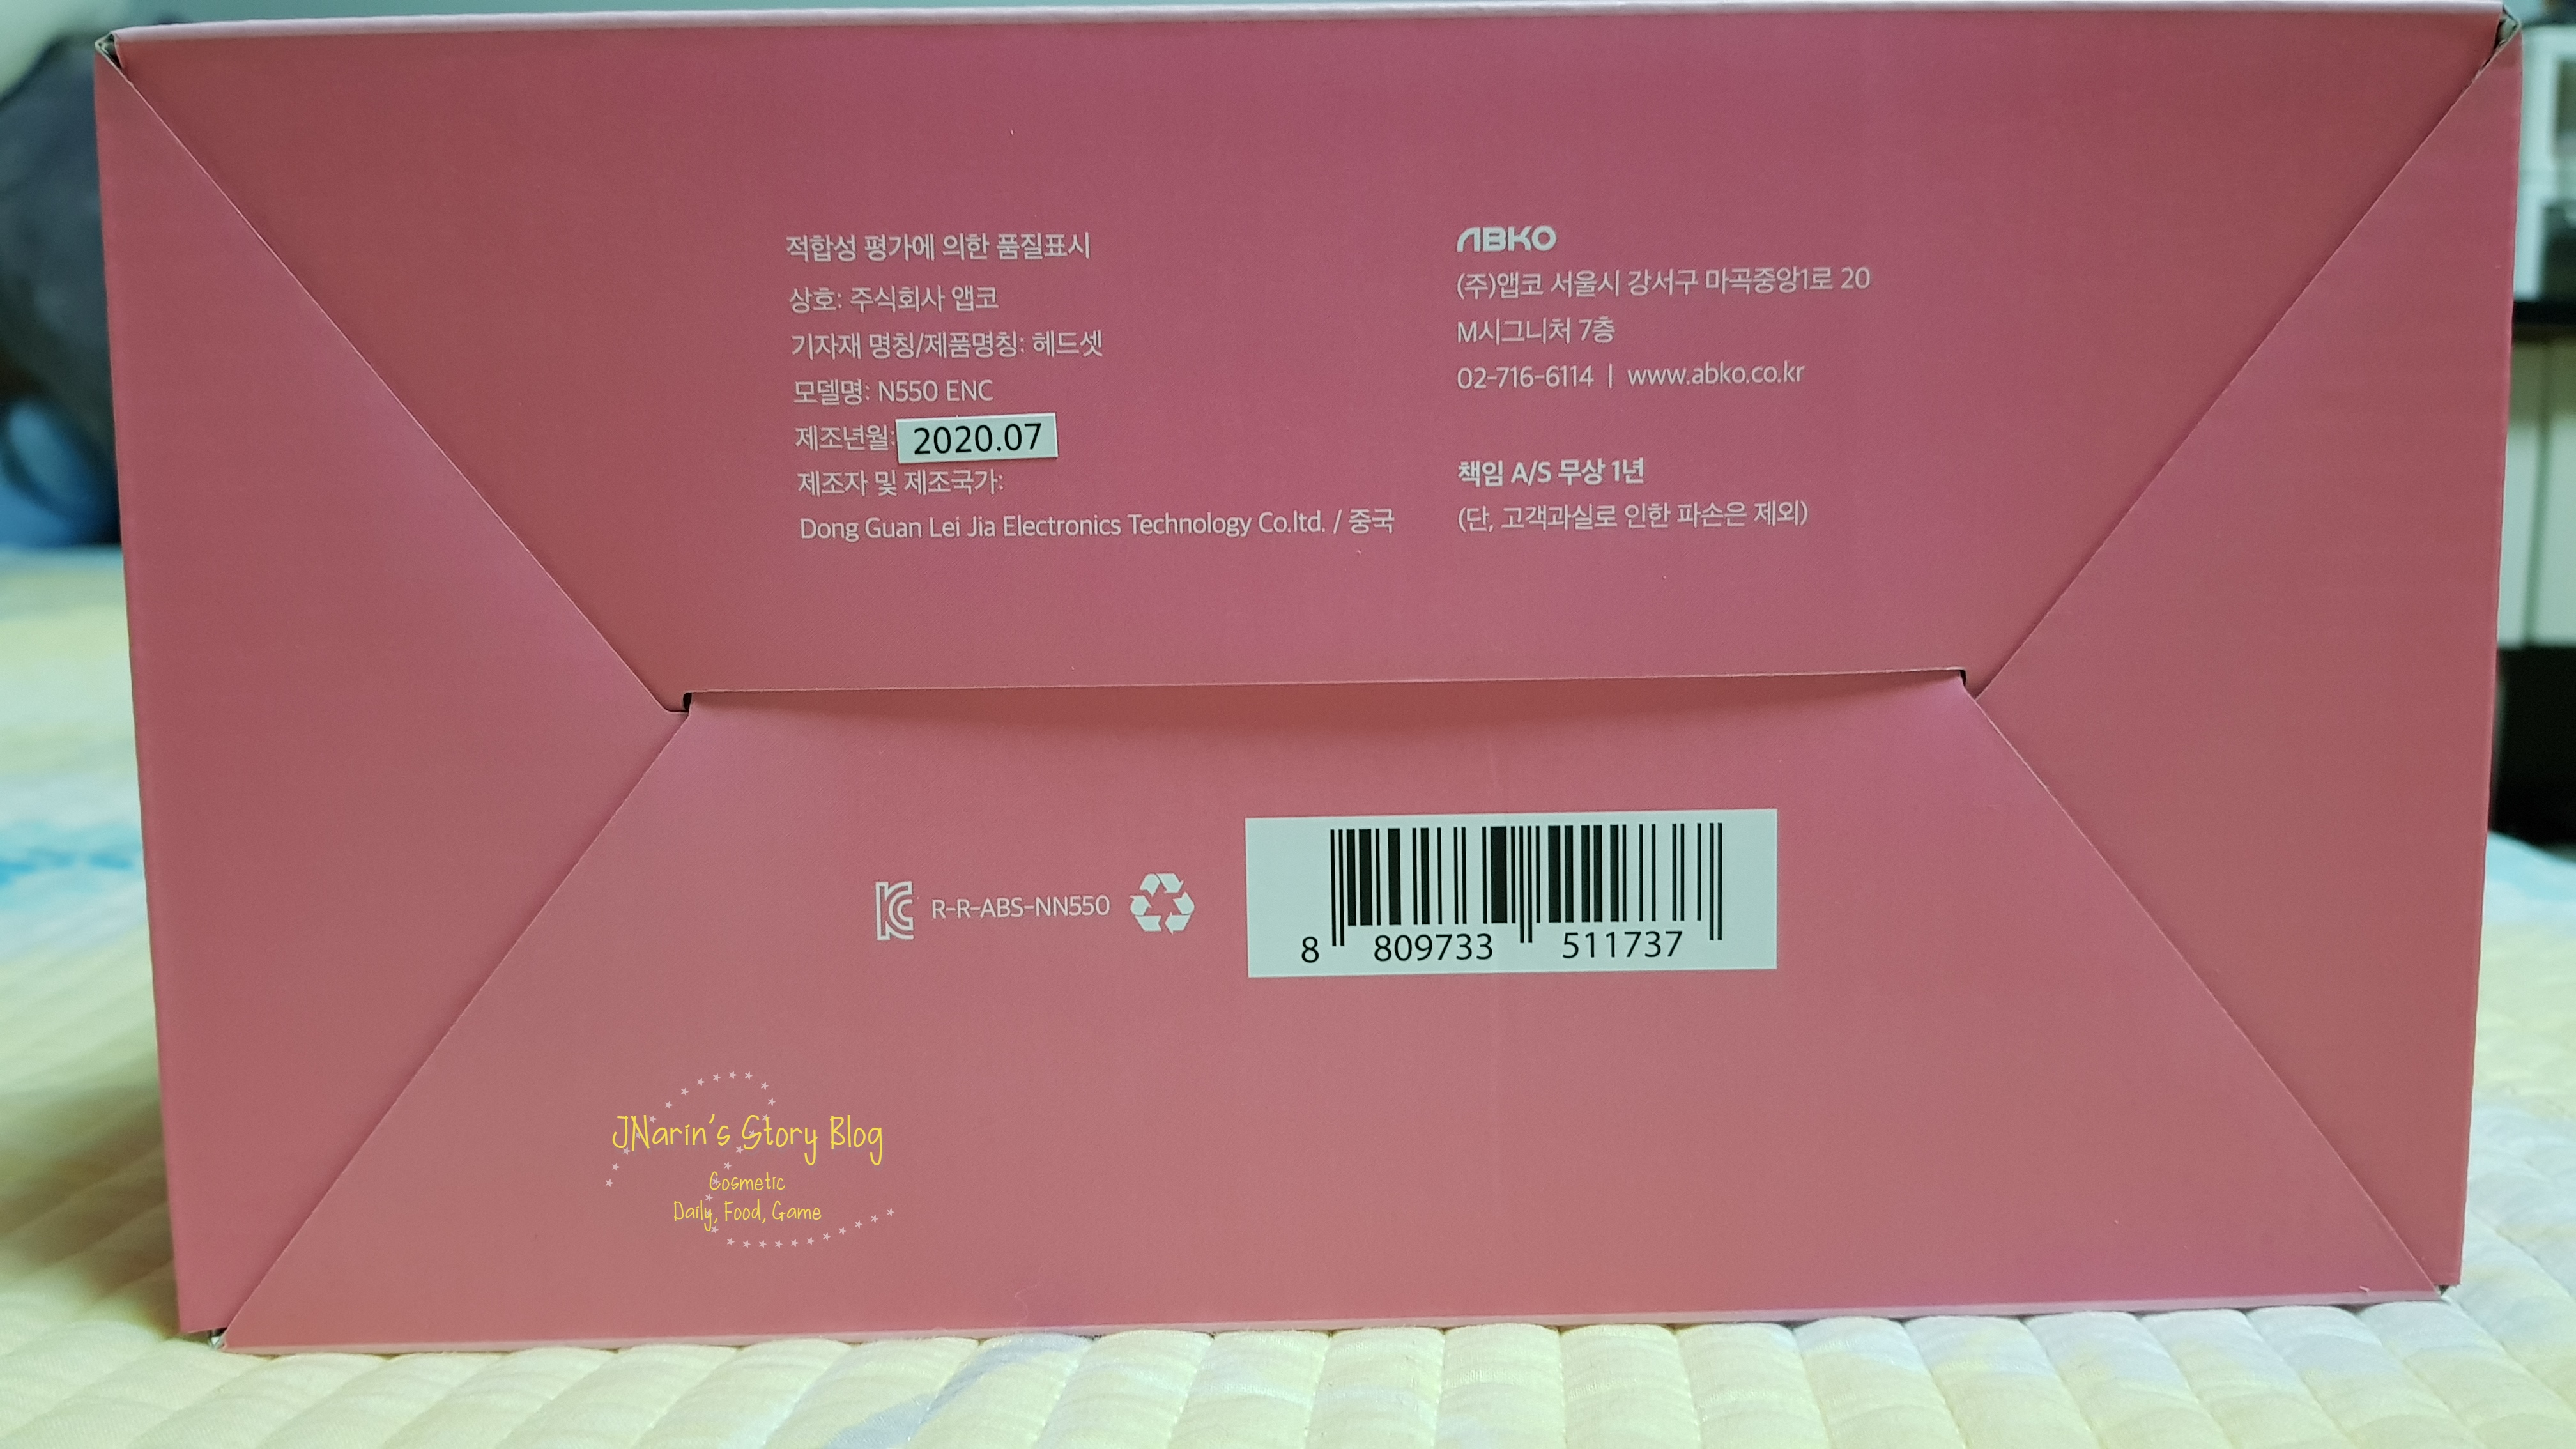 적합성 평가에 의한 품질표시
상호: 주식회사 앱코
기자재 명칭/제품명칭: 헤드셋
모델명: N550 ENC
제조년월: 2020.07
제조자 및 제조국가:
Dong Guan Lei Jia Electronics Technology Co.ltd. / 중국
ABKO
(주)앱코 서울시 강서구 마곡중앙1로 20
M시그니처 7층
02-716-6114 | www.abko.co.kr
책임 A/S 무상 1년
(단, 고객과실로 인한 파손은 제외)
R-R-ABS-NN550
8 809733 511737
JNarin's Story Blog
Cosmetic
Daily, Food, Game